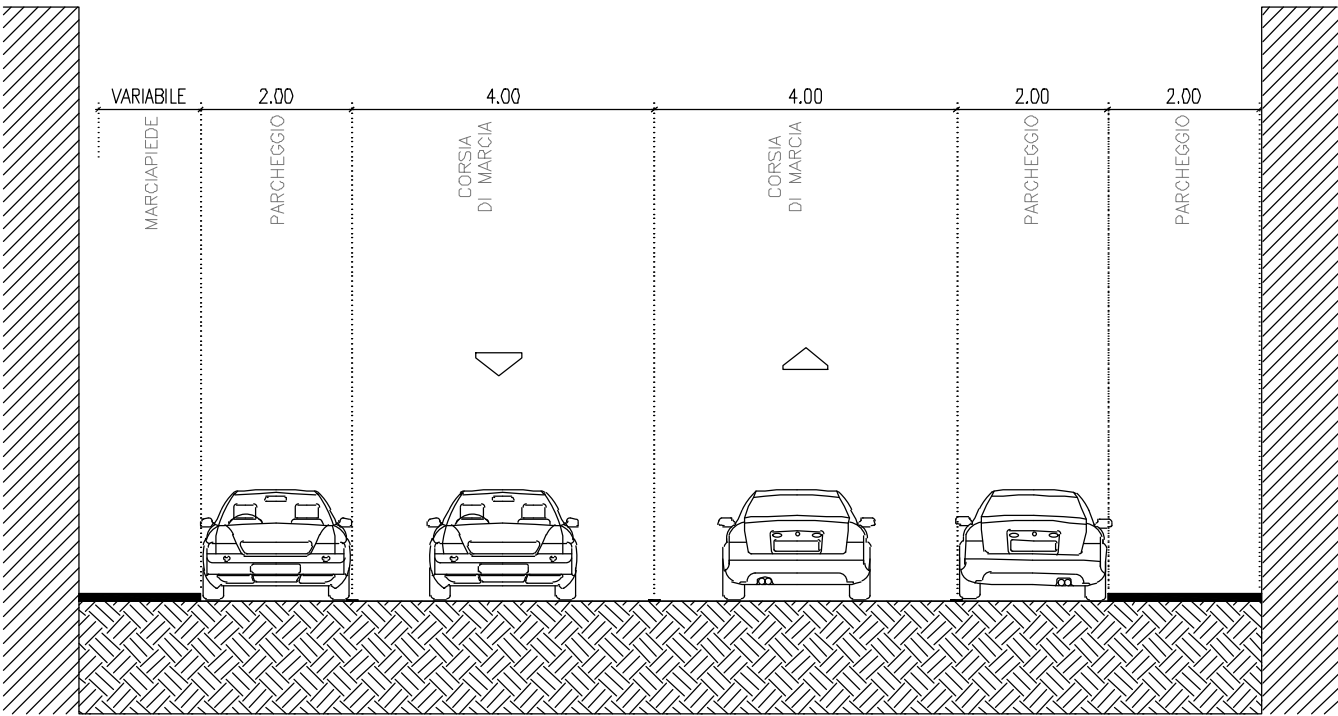 VARIABILE
2.00
4.00
4.00
2.00
2.00
MARCIAPIEDE
PARCHEGGIO
CORSIA
DI MARCIA
CORSIA
DI MARCIA
PARCHEGGIO
PARCHEGGIO